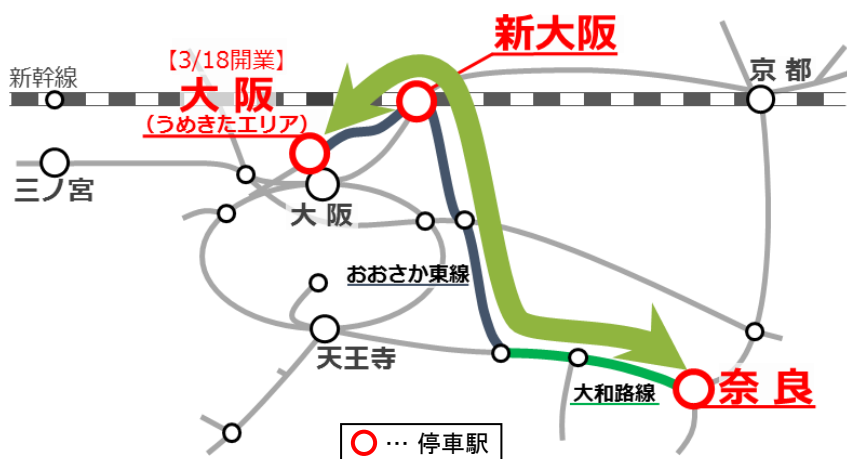 新大阪
【3/18開業】
京都
新幹線
大阪
（うめきたエリア）
三ノ宮
大阪
おおさか東線
天王寺
大和路線
奈良
… 停車駅